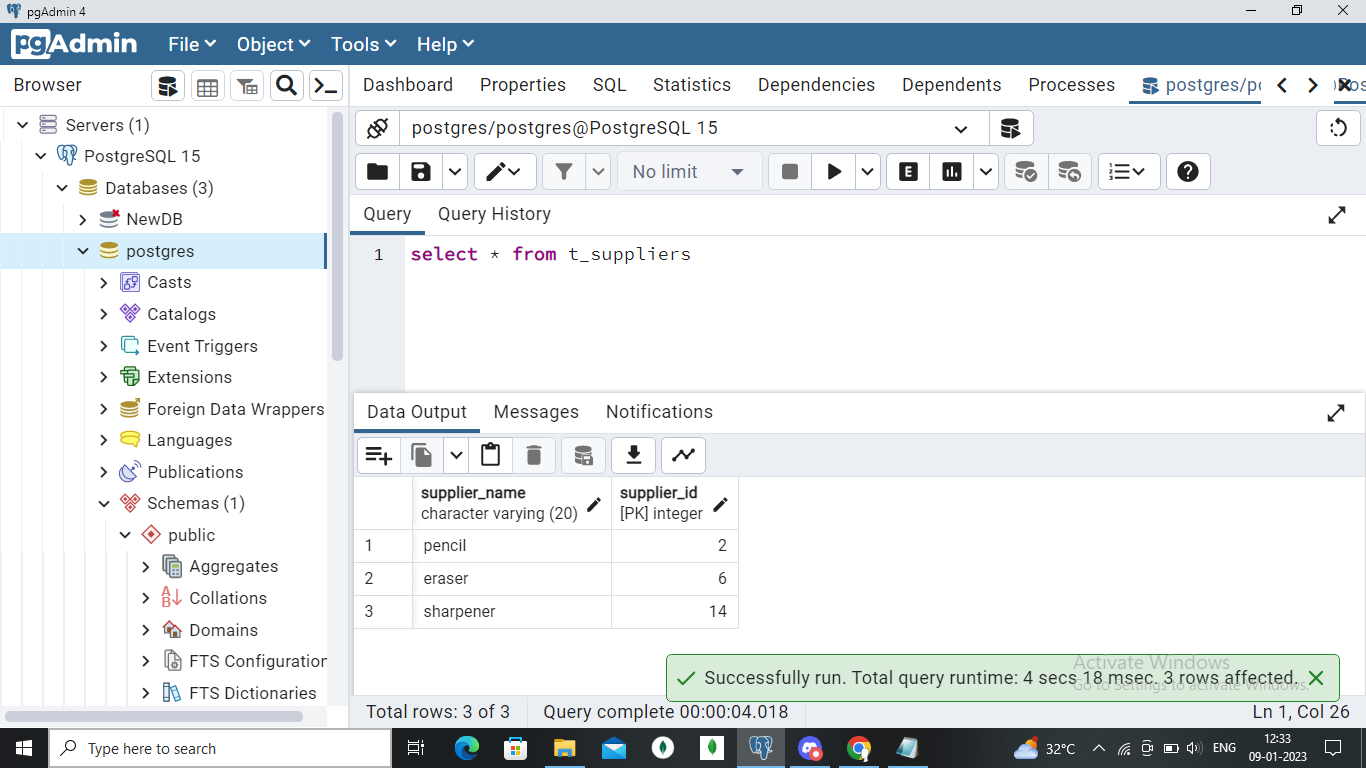 pgAdmin 4
pgAdmin File Object Tools Help
Browser
Dashboard Properties SQL Statistics Dependencies Dependents Processes postgres/po
Servers (1)
PostgreSQL 15
Databases (3)
NewDB
postgres
Casts
Catalogs
Event Triggers
Extensions
Foreign Data Wrappers
Languages
Publications
Schemas (1)
public
Aggregates
Collations
Domains
FTS Configuration
FTS Dictionaries
postgres/postgres@PostgreSQL 15
No limit
E
Query Query History
1 select * from t_suppliers
Data Output Messages Notifications
supplier_name supplier_id
character varying (20) [PK] integer
1 pencil 2
2 eraser 6
3 sharpener 14
Activate Windows
Go to Settings to activate Windows.
Successfully run. Total query runtime: 4 secs 18 msec. 3 rows affected.
Total rows: 3 of 3 Query complete 00:00:04.018 Ln 1, Col 26
Type here to search
32°C ENG
12:33
09-01-2023